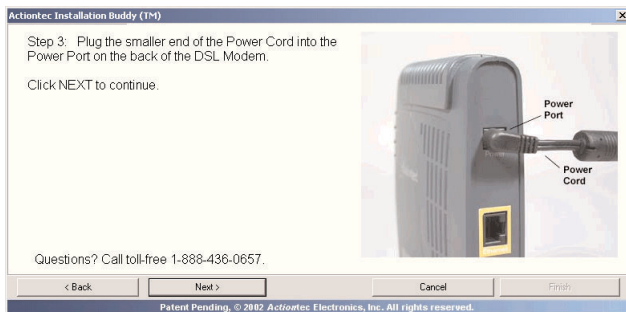 Actiontec Installation Buddy (TM)
Step 3: Plug the smaller end of the Power Cord into the
Power Port on the back of the DSL Modem.
Click NEXT to continue.
Power
Port
Power
Cord
Questions? Call toll-free 1-888-436-0657.
< Back
Next >
Cancel
Finish
Patent Pending, © 2002 Actiontec Electronics, Inc. All rights reserved.